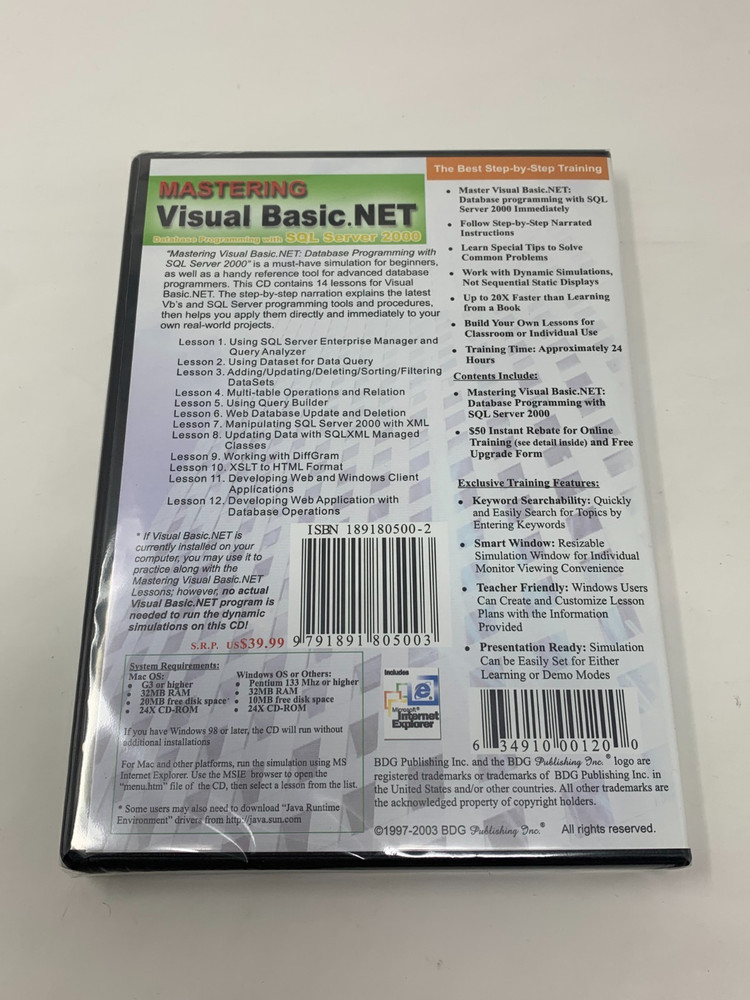 MASTERING
Visual Basic.NET
Database Programming with SQL Server 2000
"Mastering Visual Basic.NET: Database Programming with
SQL Server 2000" is a must-have simulation for beginners,
as well as a handy reference tool for advanced database
programmers. This CD contains 14 lessons for Visual
Basic.NET. The step-by-step narration explains the latest
Vb's and SQL Server programming tools and procedures,
then helps you apply them directly and immediately to your
own real-world projects.
Lesson 1. Using SQL Server Enterprise Manager and
Query Analyzer
Lesson 2. Using Dataset for Data Query
Lesson 3. Adding/Updating/Deleting/Sorting/Filtering
DataSets
Lesson 4. Multi-table Operations and Relation
Lesson 5. Using Query Builder
Lesson 6. Web Database Update and Deletion
Lesson 7. Manipulating SQL Server 2000 with XML
Lesson 8. Updating Data with SQLXML Managed
Classes
Lesson 9. Working with DiffGram
Lesson 10. XSLT to HTML Format
Lesson 11. Developing Web and Windows Client
Applications
Lesson 12. Developing Web Application with
Database Operations
* If Visual Basic.NET is
currently installed on your
computer, you may use it to
practice along with the
Mastering Visual Basic.NET
Lessons; however, no actual
Visual Basic.NET program is
needed to run the dynamic
simulations on this CD!
S.R.P. US$39.99
ISBN 189180500-2
9 791891 805003
System Requirements:
Mac OS:
• G3 or higher
• 32MB RAM
• 20MB free disk space
• 24X CD-ROM
Windows OS or Others:
• Pentium 133 Mhz or higher
• 32MB RAM
• 10MB free disk space
• 24X CD-ROM
If you have Windows 98 or later, the CD will run without
additional installations
For Mac and other platforms, run the simulation using MS
Internet Explorer. Use the MSIE browser to open the
"menu.htm" file of the CD, then select a lesson from the list.
* Some users may also need to download "Java Runtime
Environment" drivers from http://java.sun.com
The Best Step-by-Step Training
• Master Visual Basic.NET:
Database programming with SQL
Server 2000 Immediately
• Follow Step-by-Step Narrated
Instructions
• Learn Special Tips to Solve
Common Problems
• Work with Dynamic Simulations,
Not Sequential Static Displays
• Up to 20X Faster than Learning
from a Book
• Build Your Own Lessons for
Classroom or Individual Use
• Training Time: Approximately 24
Hours
Contents Include:
• Mastering Visual Basic.NET:
Database Programming with
SQL Server 2000
• $50 Instant Rebate for Online
Training (see detail inside) and Free
Upgrade Form
Exclusive Training Features:
• Keyword Searchability: Quickly
and Easily Search for Topics by
Entering Keywords
• Smart Window: Resizable
Simulation Window for Individual
Monitor Viewing Convenience
• Teacher Friendly: Windows Users
Can Create and Customize Lesson
Plans with the Information
Provided
• Presentation Ready: Simulation
Can be Easily Set for Either
Learning or Demo Modes
Includes
Microsoft®
Internet
Explorer
6 34910 00120 0
BDG Publishing Inc. and the BDG Publishing Inc.® logo are
registered trademarks or trademarks of BDG Publishing Inc. in
the United States and/or other countries. All other trademarks are
the acknowledged property of copyright holders.
©1997-2003 BDG Publishing Inc.® All rights reserved.